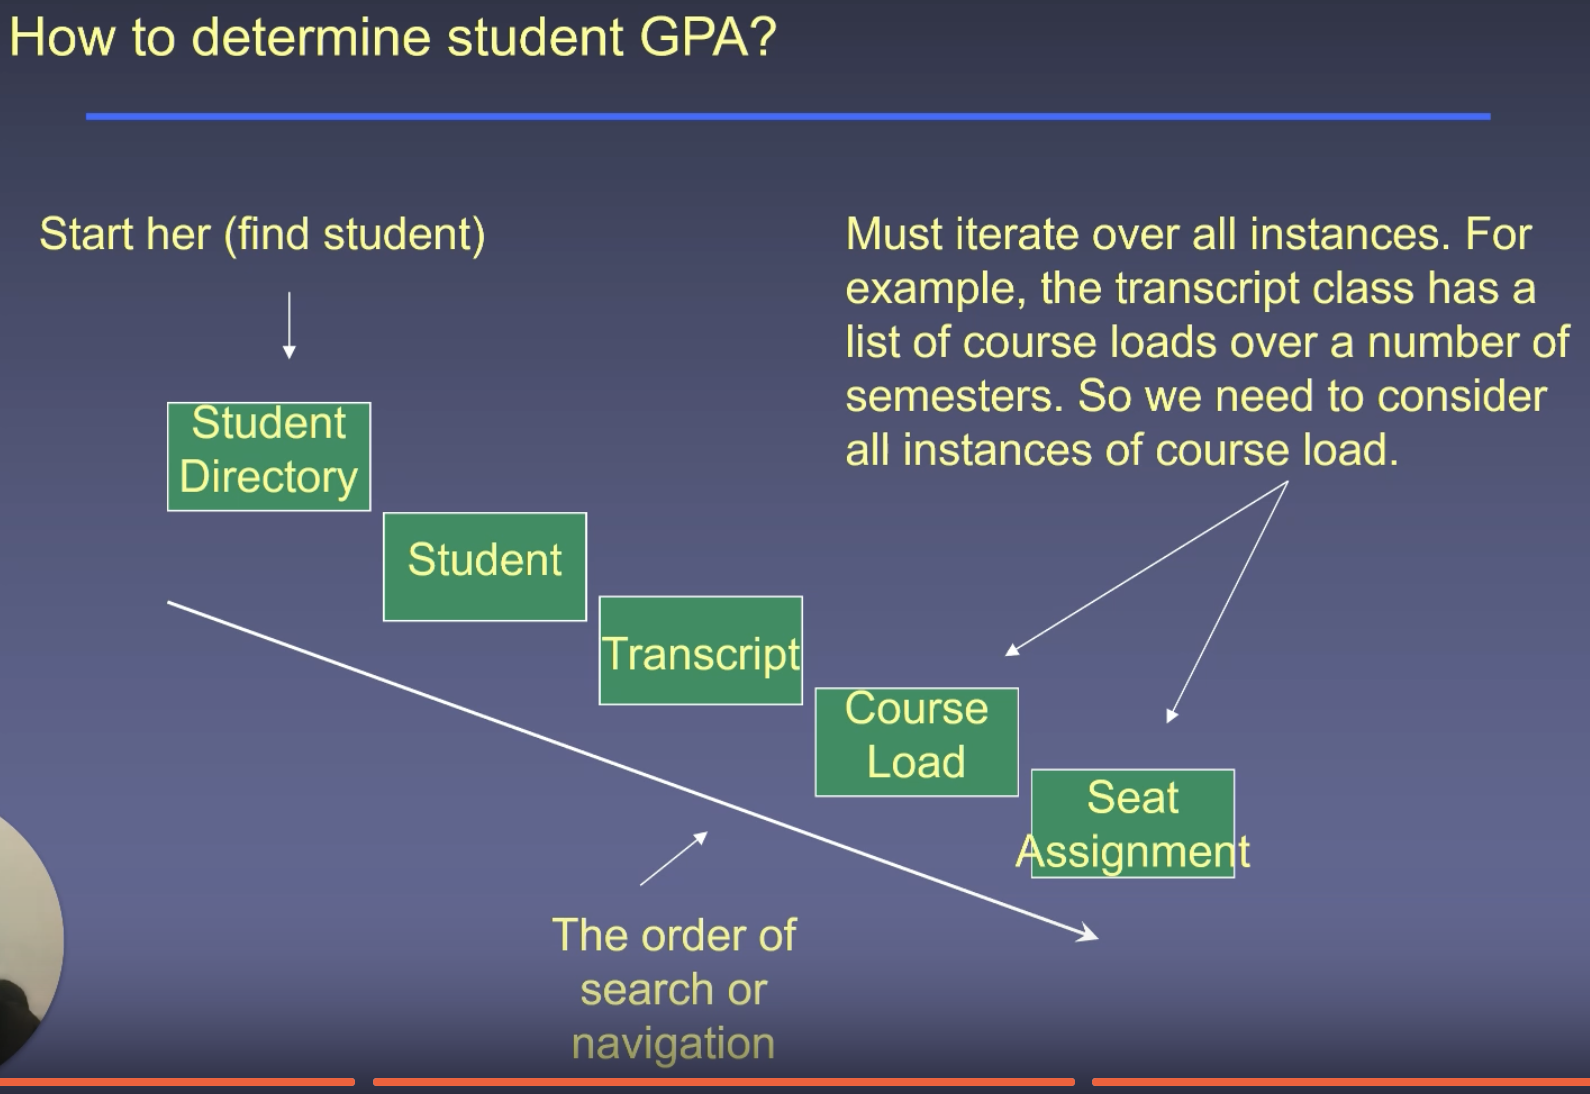 How to determine student GPA?
Start her (find student)
Must iterate over all instances. For
example, the transcript class has a
list of course loads over a number of
semesters. So we need to consider
all instances of course load.
Student
Directory
Student
Transcript
Course
Load
Seat
Assignment
The order of
search or
navigation